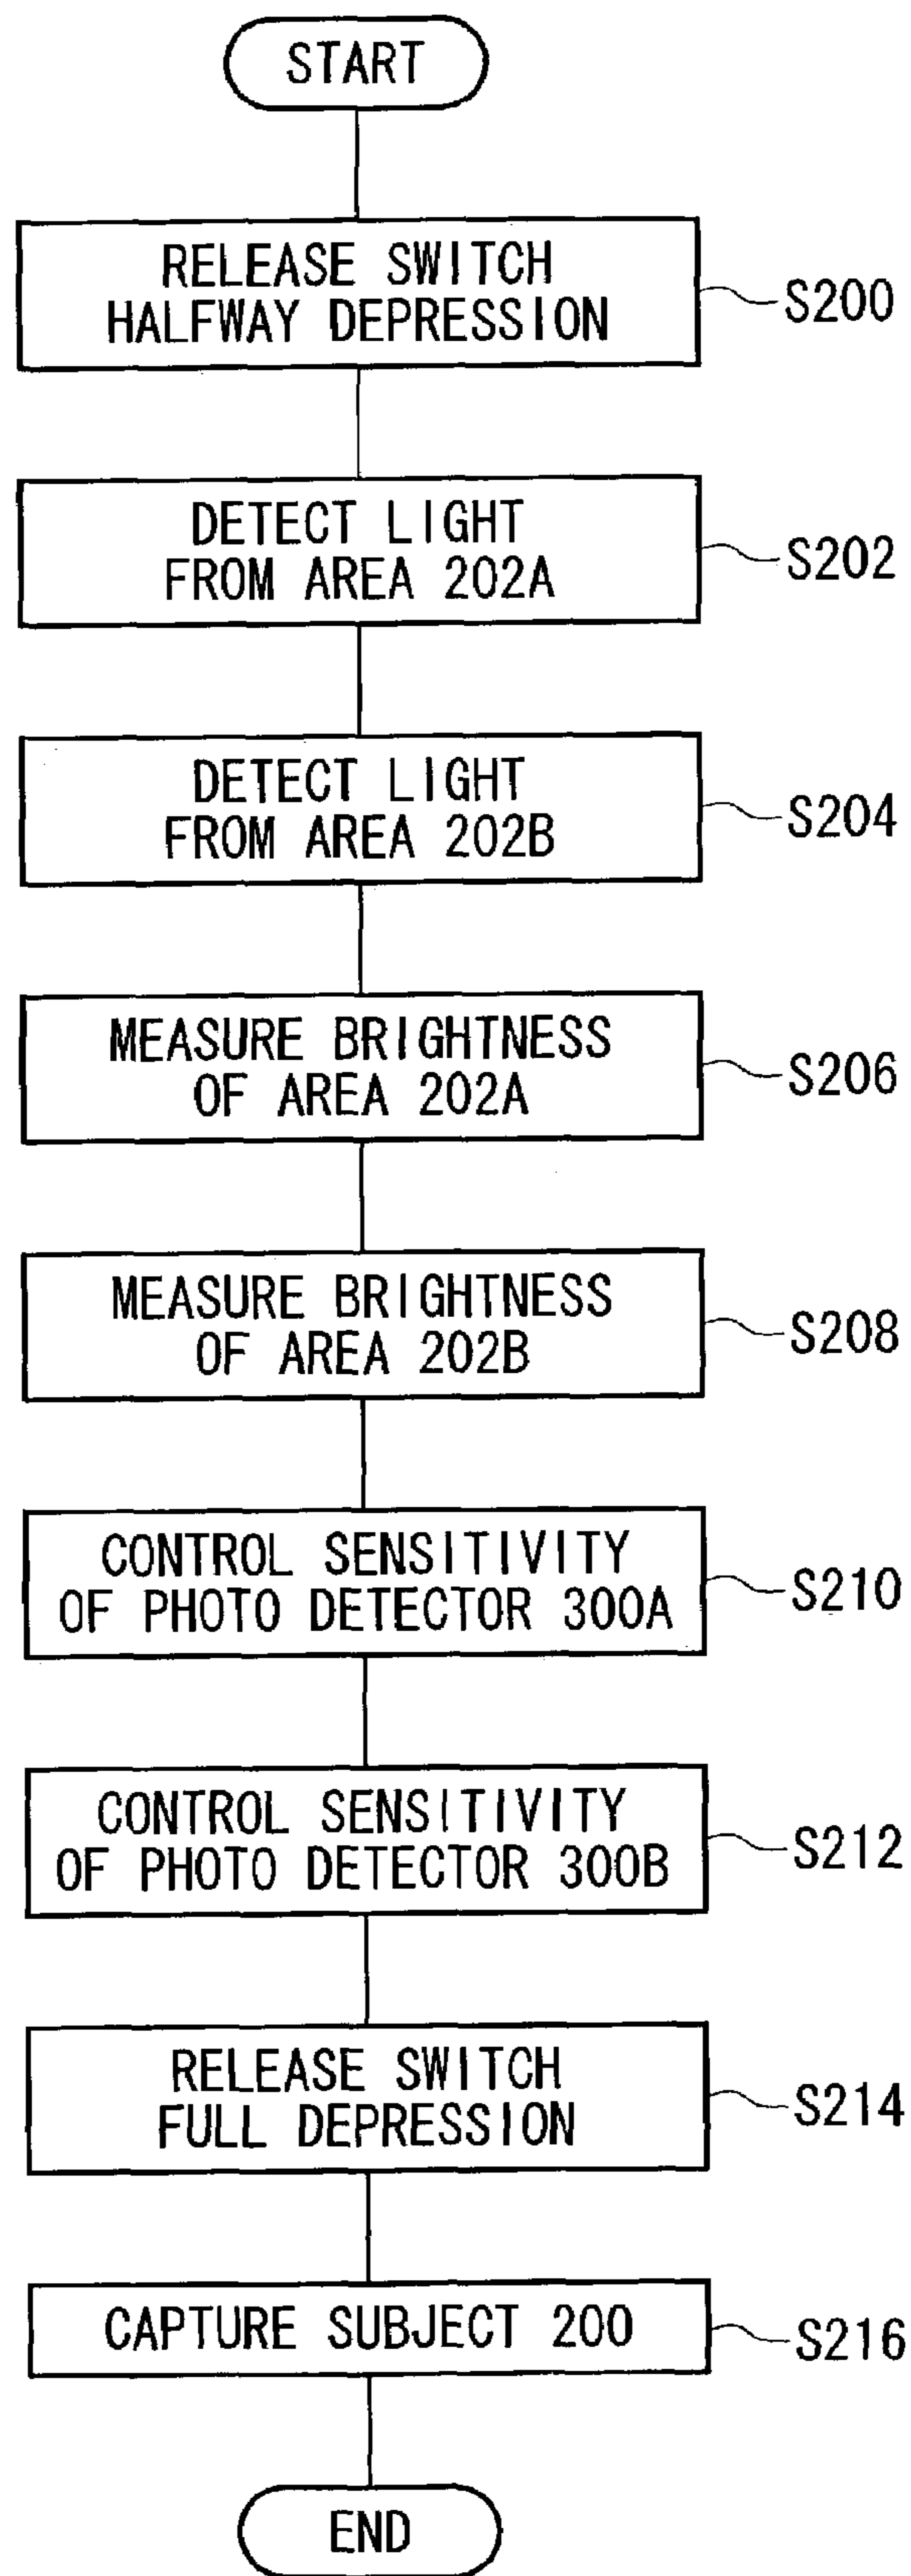 START
RELEASE SWITCH
HALFWAY DEPRESSION
S200
DETECT LIGHT
FROM AREA 202A
S202
DETECT LIGHT
FROM AREA 202B
S204
MEASURE BRIGHTNESS
OF AREA 202A
S206
MEASURE BRIGHTNESS
OF AREA 202B
S208
CONTROL SENSITIVITY
OF PHOTO DETECTOR 300A
S210
CONTROL SENSITIVITY
OF PHOTO DETECTOR 300B
S212
RELEASE SWITCH
FULL DEPRESSION
S214
CAPTURE SUBJECT 200
S216
END